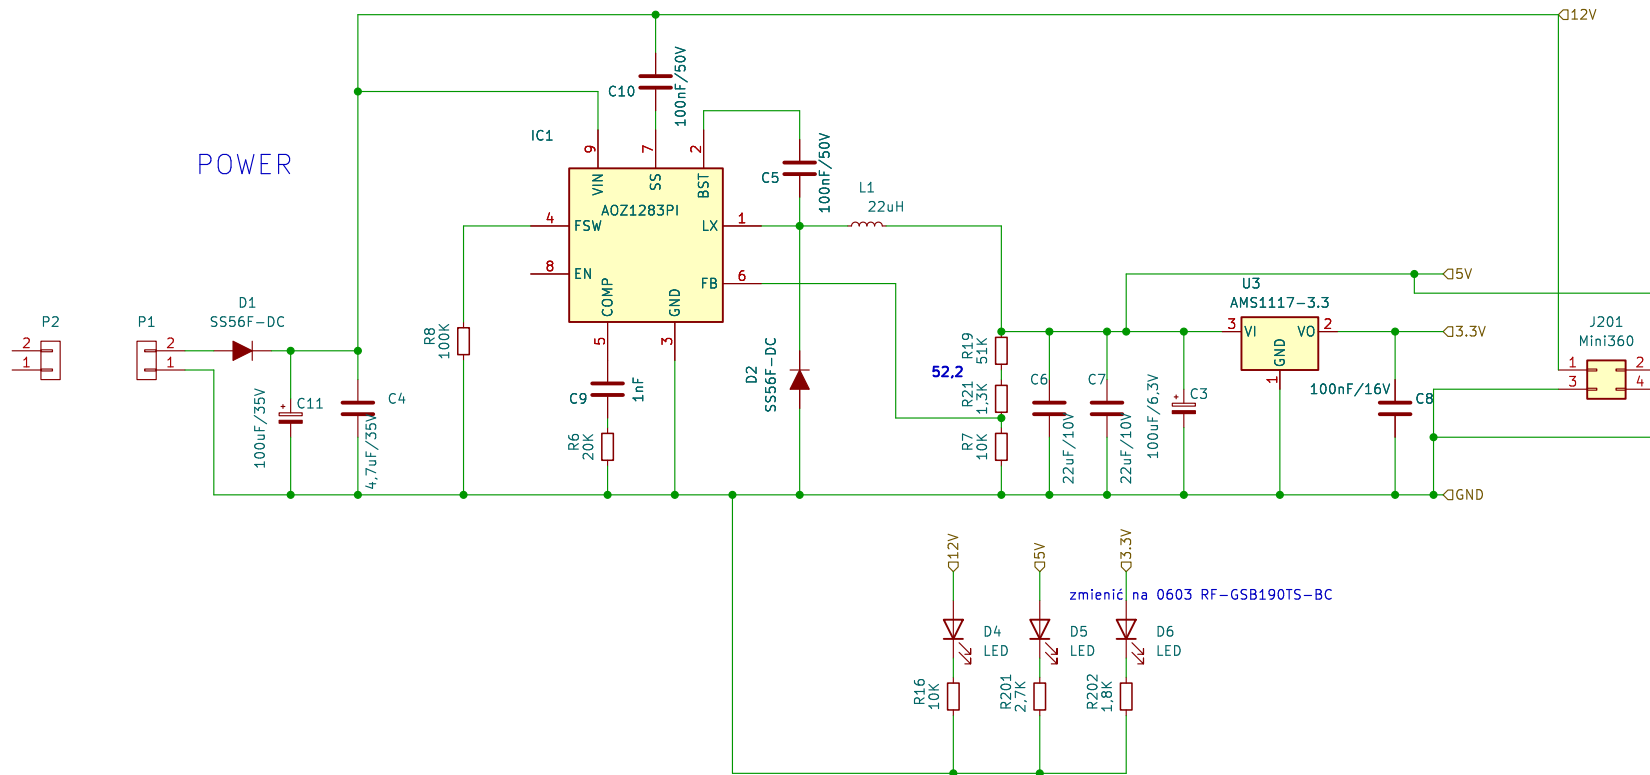 12V
C10
100nF/50V
IC1
9
7
2
VIN
SS
BST
AOZ1283PI
4
FSW
8
EN
COMP
GND
LX
1
FB
6
5
3
C5
100nF/50V
L1
22uH
POWER
P2
2
1
P1
2
1
D1
SS56F-DC
C11
100uF/35V
C4
4,7uF/35V
R8
100K
C9
1nF
R6
20K
D2
SS56F-DC
52,2
R19
51K
R21
1,3K
R7
10K
C6
22uF/10V
C7
22uF/10V
C3
100uF/6,3V
U3
AMS1117-3.3
3
VI
VO
2
GND
1
5V
3.3V
100nF/16V
C8
GND
J201
Mini360
1
2
3
4
12V
5V
3.3V
zmienić na 0603 RF-GSB190TS-BC
D4
LED
D5
LED
D6
LED
R16
10K
R201
2,7K
R202
1,8K